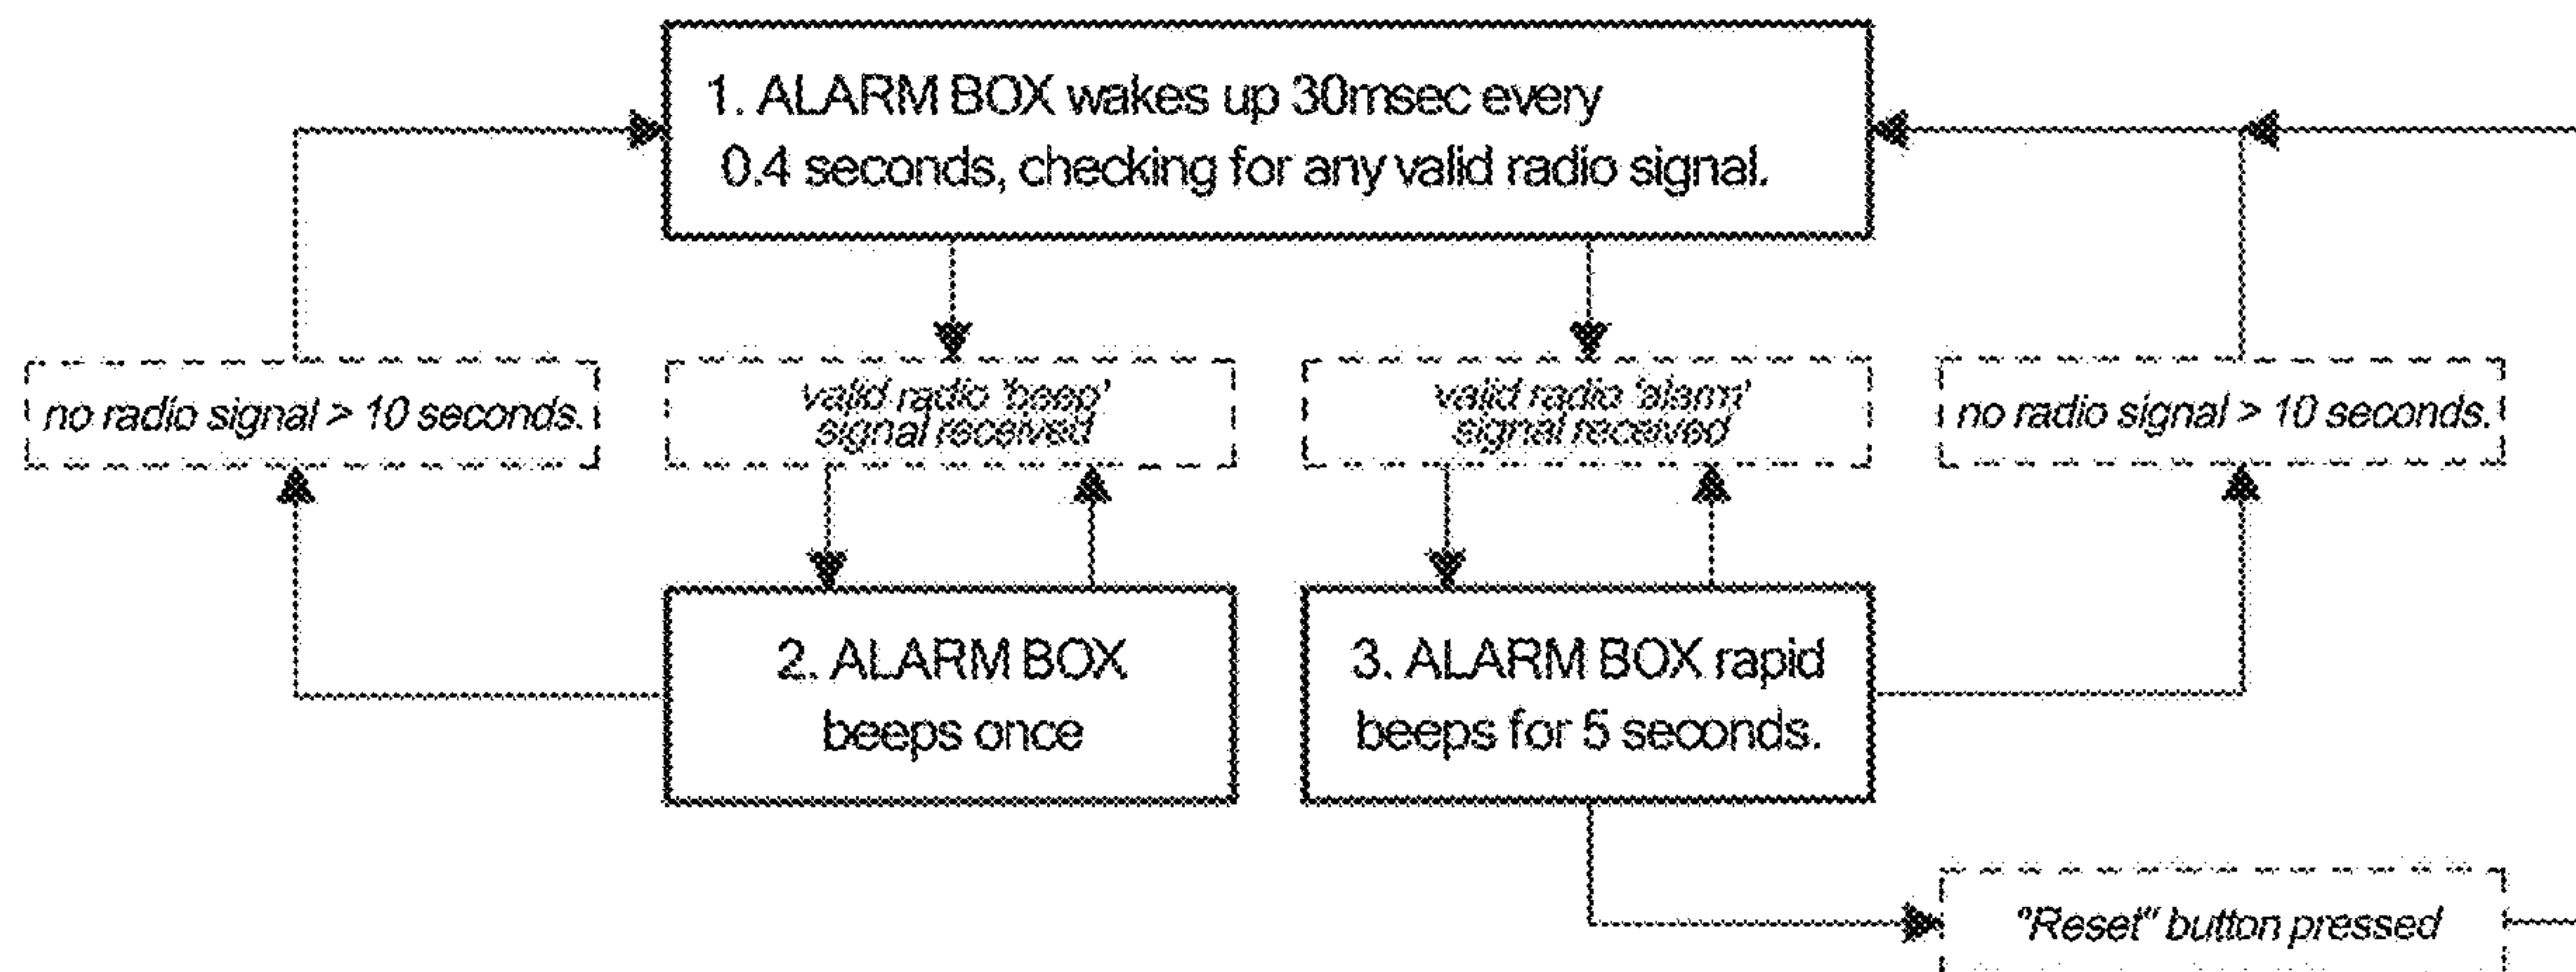 1. ALARM BOX wakes up 30msec every
0.4 seconds, checking for any valid radio signal.
no radio signal > 10 seconds.
valid radio 'beep'
signal received
valid radio 'alarm'
signal received
no radio signal > 10 seconds.
2. ALARM BOX
beeps once
3. ALARM BOX rapid
beeps for 5 seconds.
"Reset" button pressed